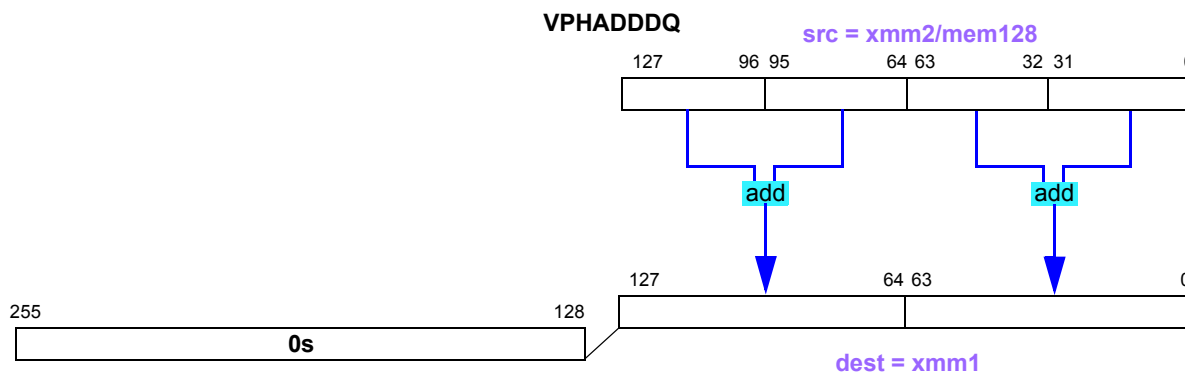 VPHADDDQ
src = xmm2/mem128
127 96 95 64 63 32 31
add add
127 64 63 0
255 128
0s
dest = xmm1